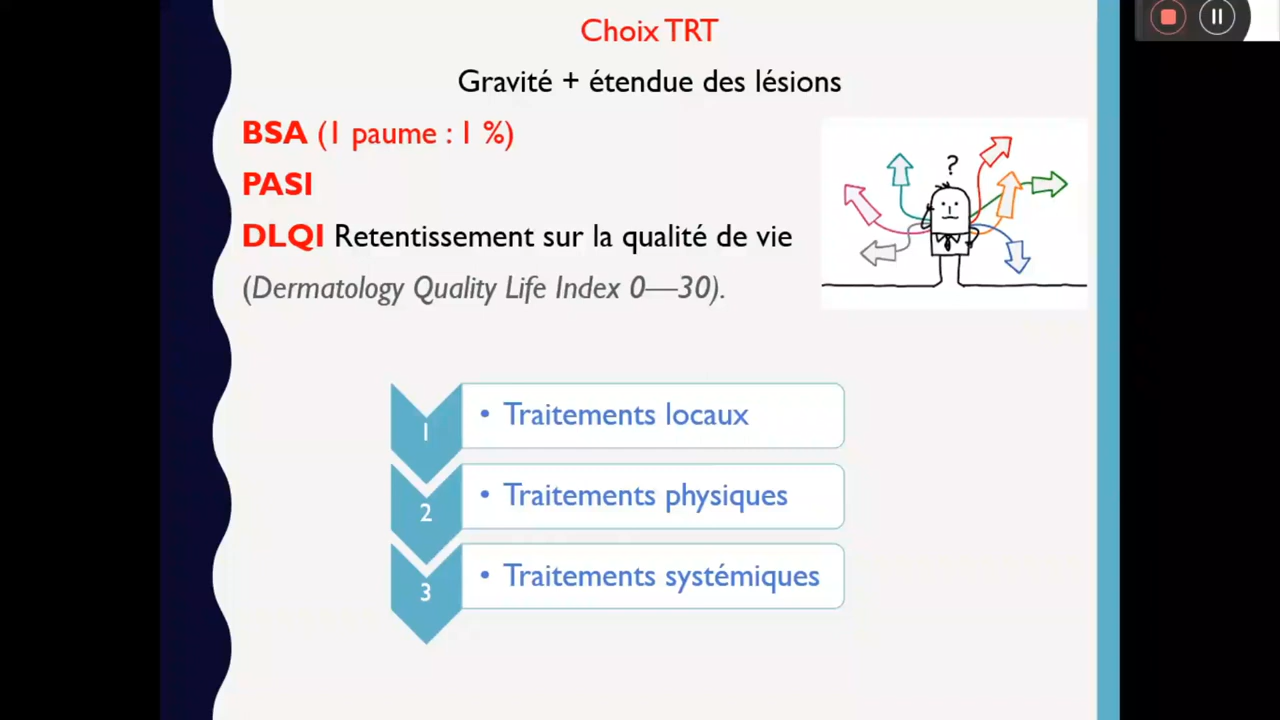 Choix TRT
Gravité + étendue des lésions
BSA (1 paume : 1 %)
PASI
DLQI Retentissement sur la qualité de vie
(Dermatology Quality Life Index 0—30).
?
1
• Traitements locaux
2
• Traitements physiques
3
• Traitements systémiques